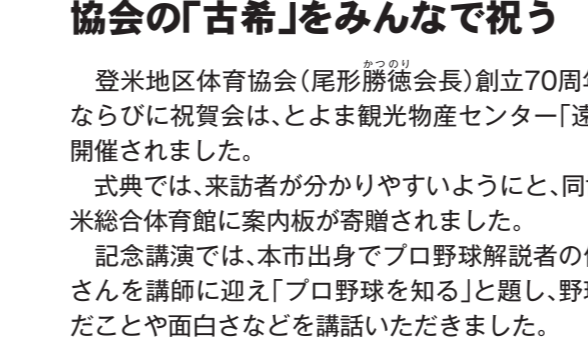 協会の「古希」をみんなで祝う
かつのり
登米地区体育協会（尾形勝徳会長）創立70周
ならびに祝賀会は、とよま観光物産センター「遠
開催されました。
式典では、来訪者が分かりやすいようにと、同
米総合体育館に案内板が寄贈されました。
記念講演では、本市出身でプロ野球解説者の
さんを講師に迎え「プロ野球を知る」と題し、野
だことや面白さなどを講話いただきました。